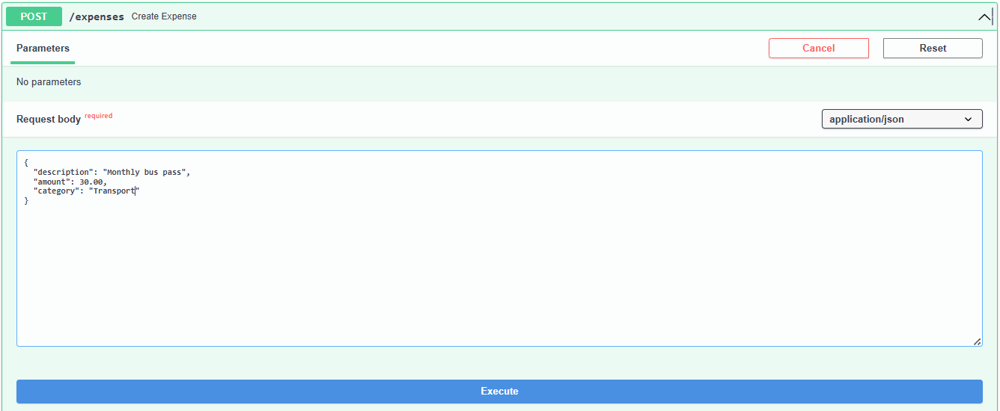 POST /expenses Create Expense
Parameters Cancel Reset
No parameters
Request body required application/json
{
  "description": "Monthly bus pass",
  "amount": 30.00,
  "category": "Transport"
}
Execute